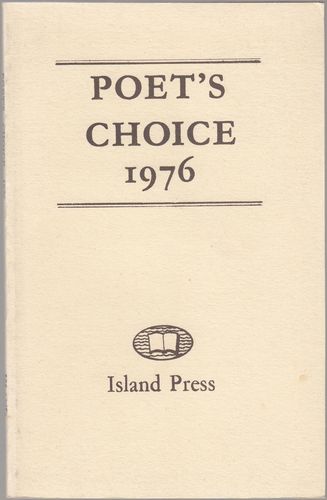 POET'S
CHOICE
1976
Island Press